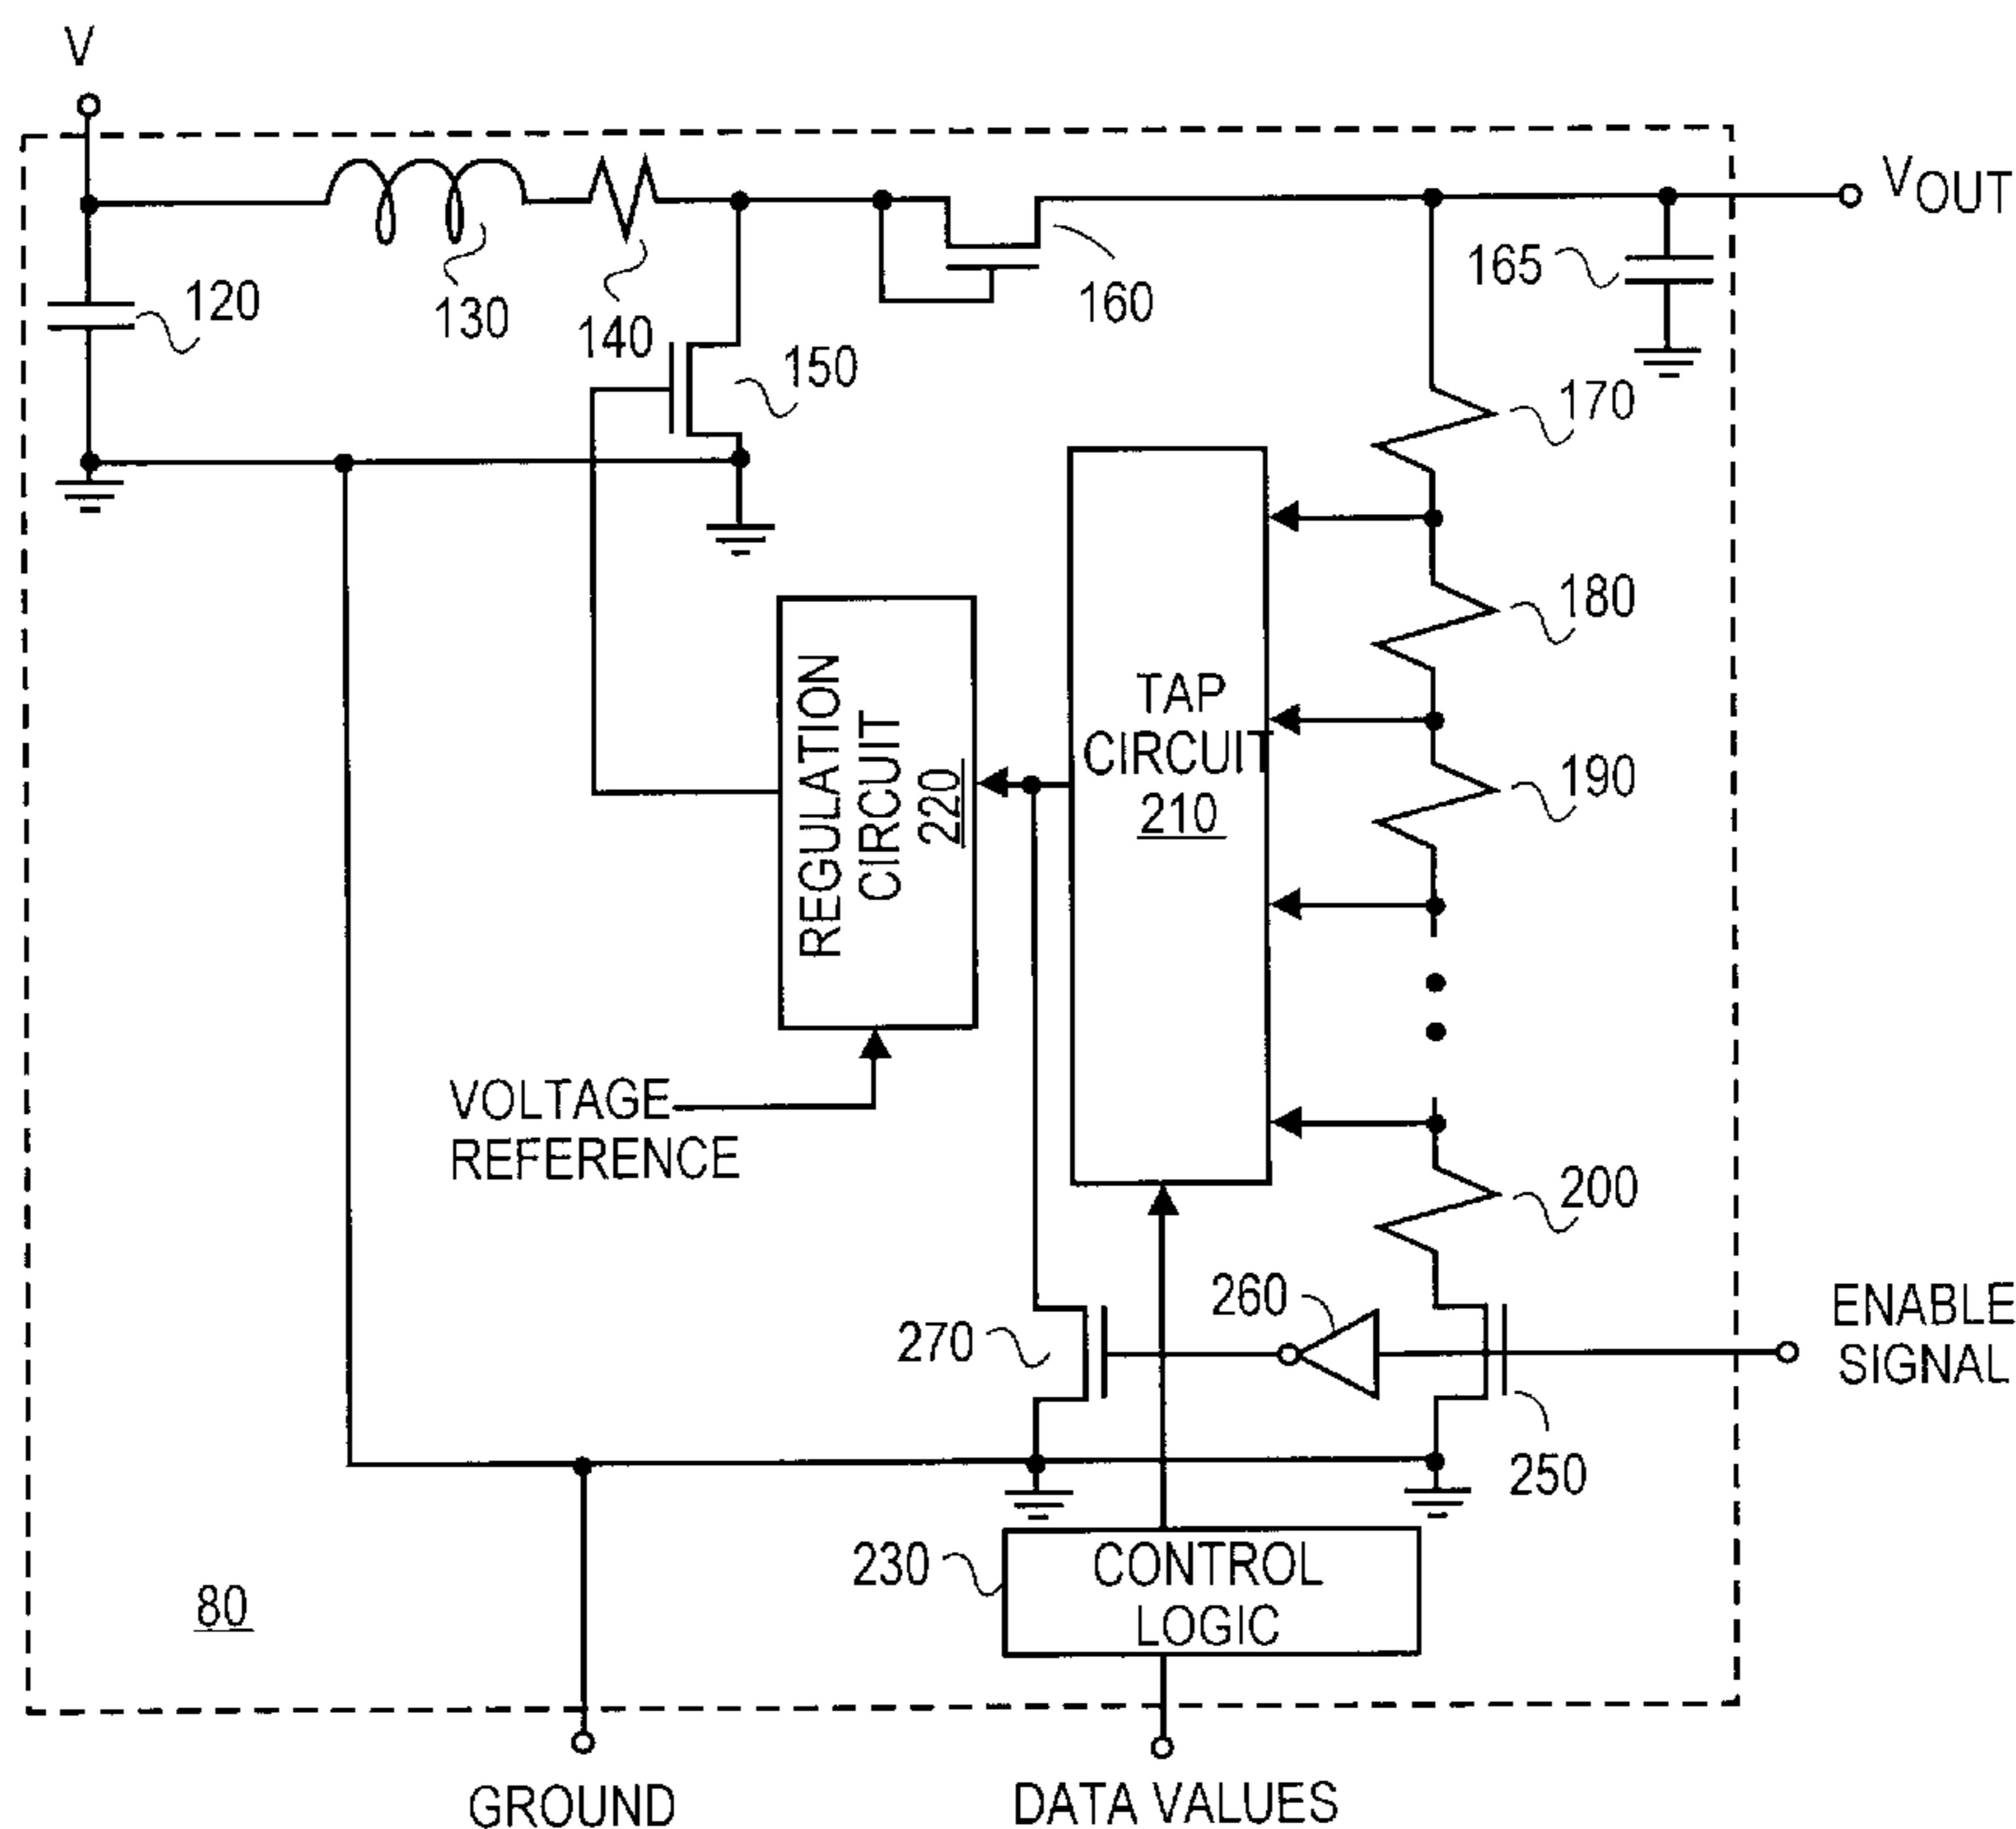 V
VOUT
120
130
140
150
160
165
170
180
190
REGULATION
CIRCUIT
220
TAP
CIRCUIT
210
VOLTAGE
REFERENCE
200
260
270
250
ENABLE
SIGNAL
230
CONTROL
LOGIC
80
GROUND
DATA VALUES